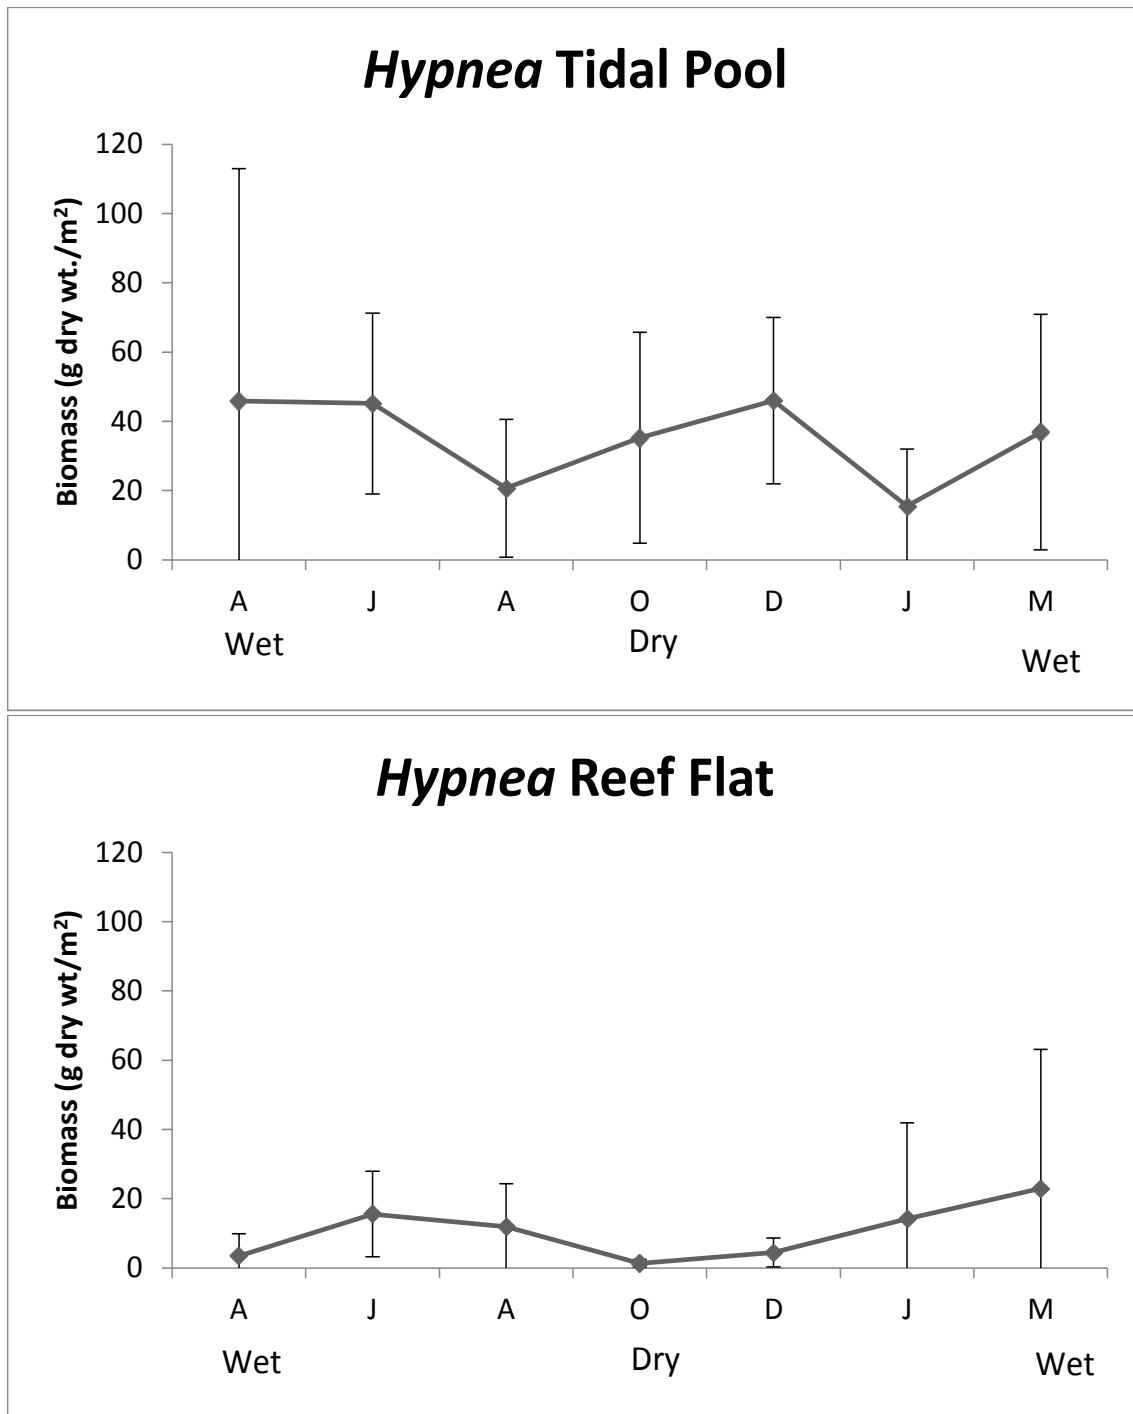 Hypnea Tidal Pool
Biomass (g dry wt./m²)
120
100
80
60
40
20
0
A J A O D J M
Wet Dry Wet
Hypnea Reef Flat
Biomass (g dry wt/m²)
120
100
80
60
40
20
0
A J A O D J M
Wet Dry Wet